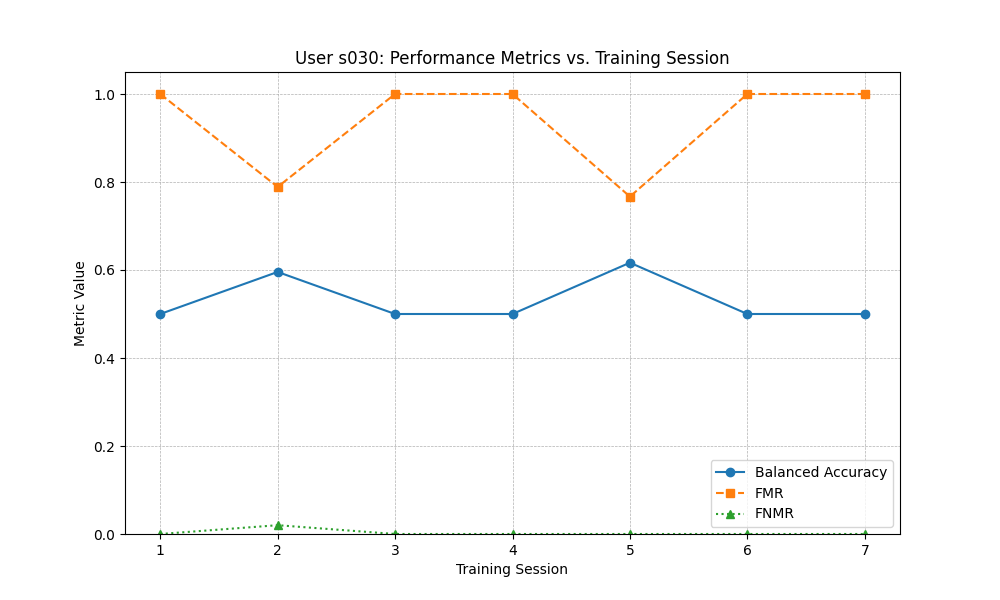 User s030: Performance Metrics vs. Training Session
1.0
0.8
0.6
0.4
0.2
0.0
Metric Value
Balanced Accuracy
FMR
FNMR
1 2 3 4 5 6 7
Training Session